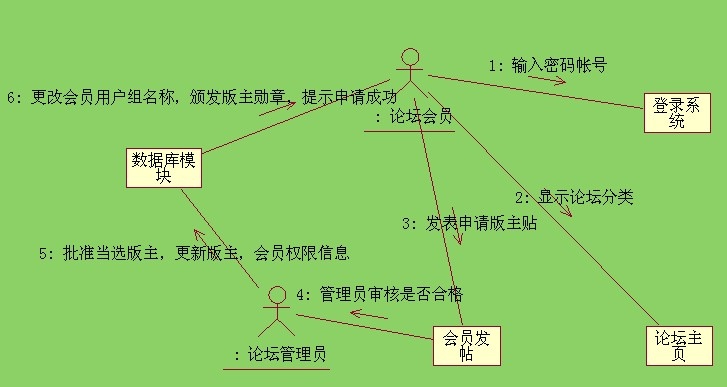 1: 输入密码帐号
6: 更改会员用户组名称，颁发版主勋章，提示申请成功
登录系
统
: 论坛会员
数据库模
块
2: 显示论坛分类
3: 发表申请版主贴
5: 批准当选版主，更新版主，会员权限信息
4: 管理员审核是否合格
: 论坛管理员
会员发
帖
论坛主
页